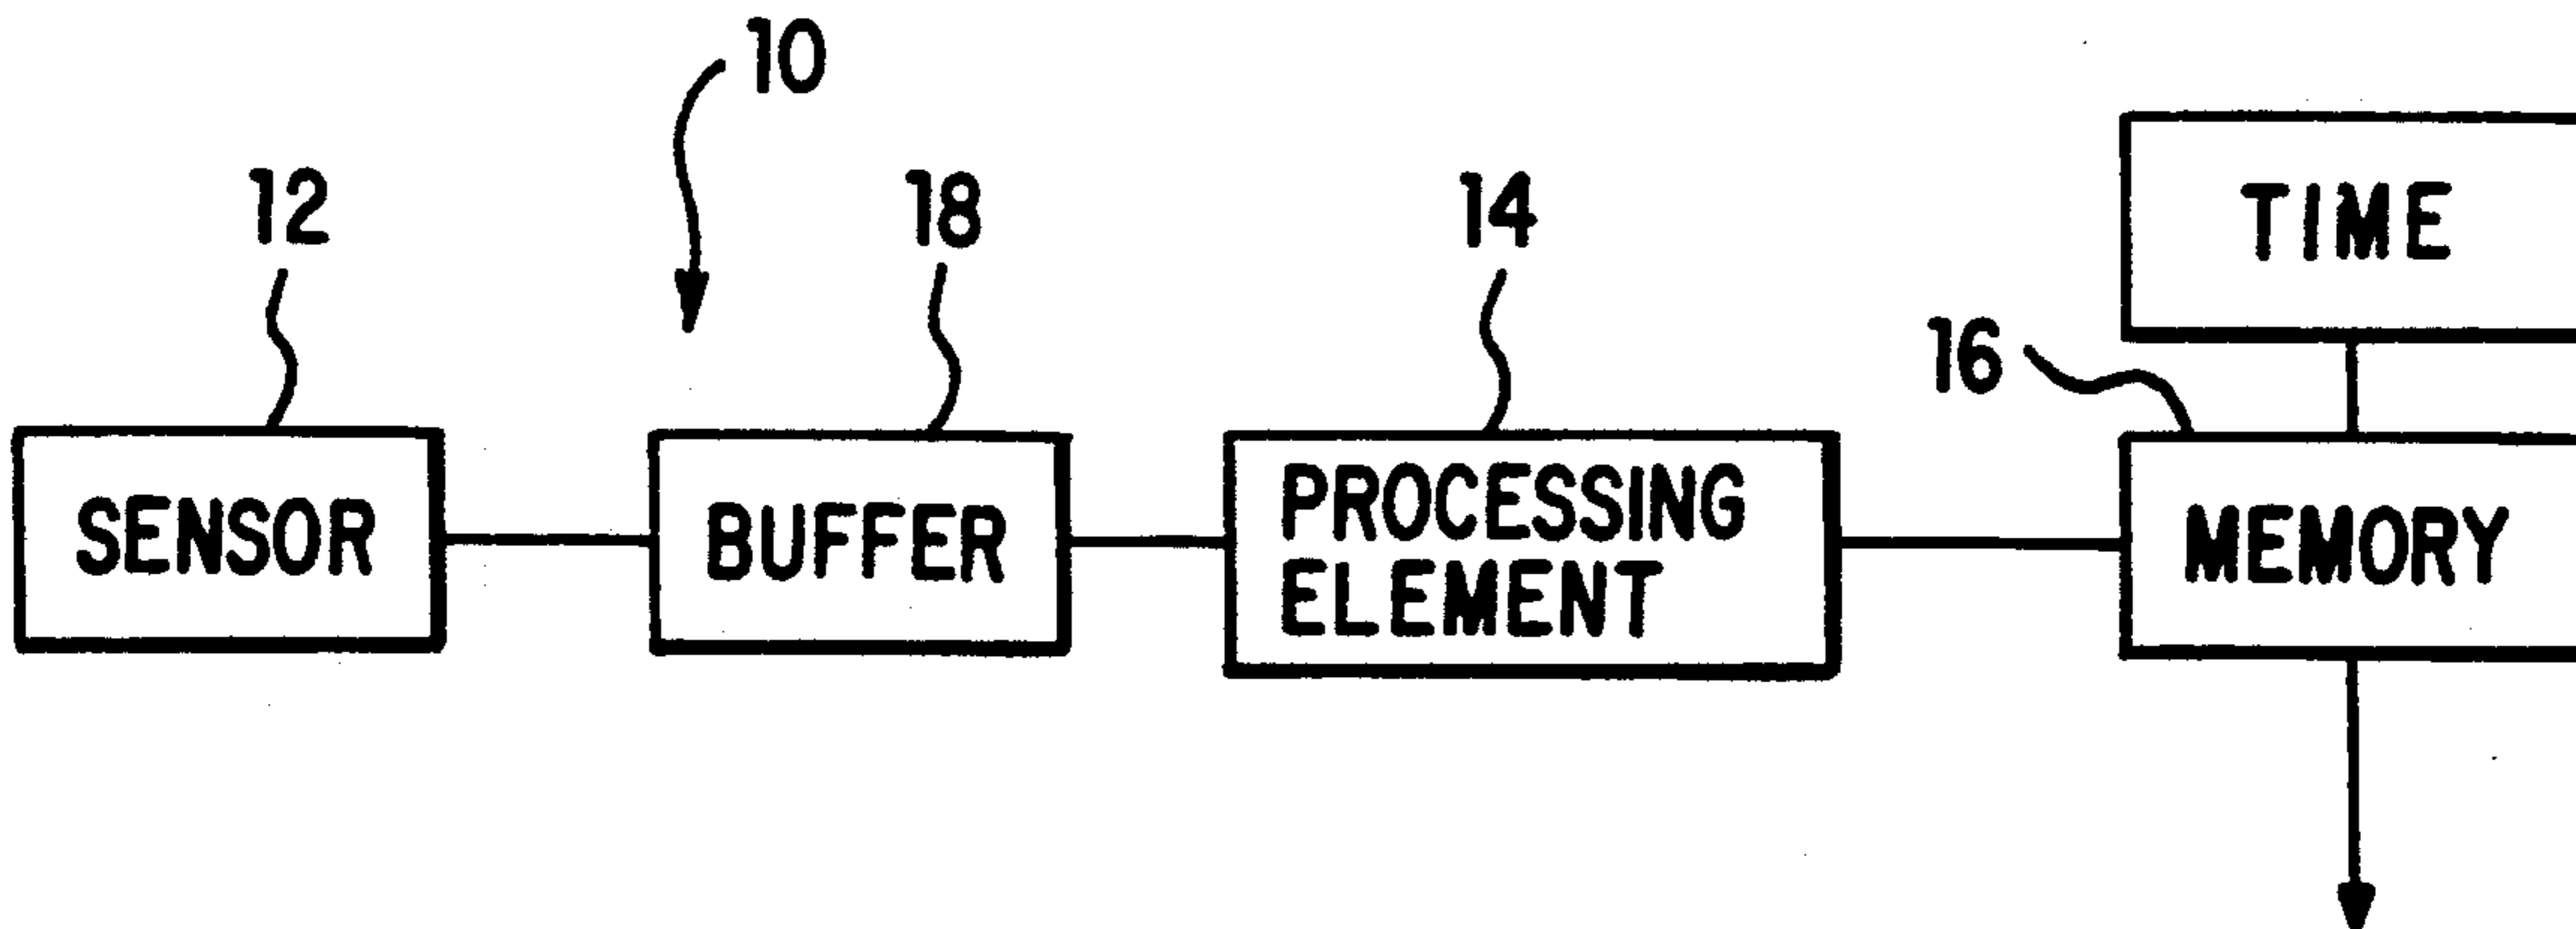 10
12
18
14
TIME
16
SENSOR
BUFFER
PROCESSING
ELEMENT
MEMORY